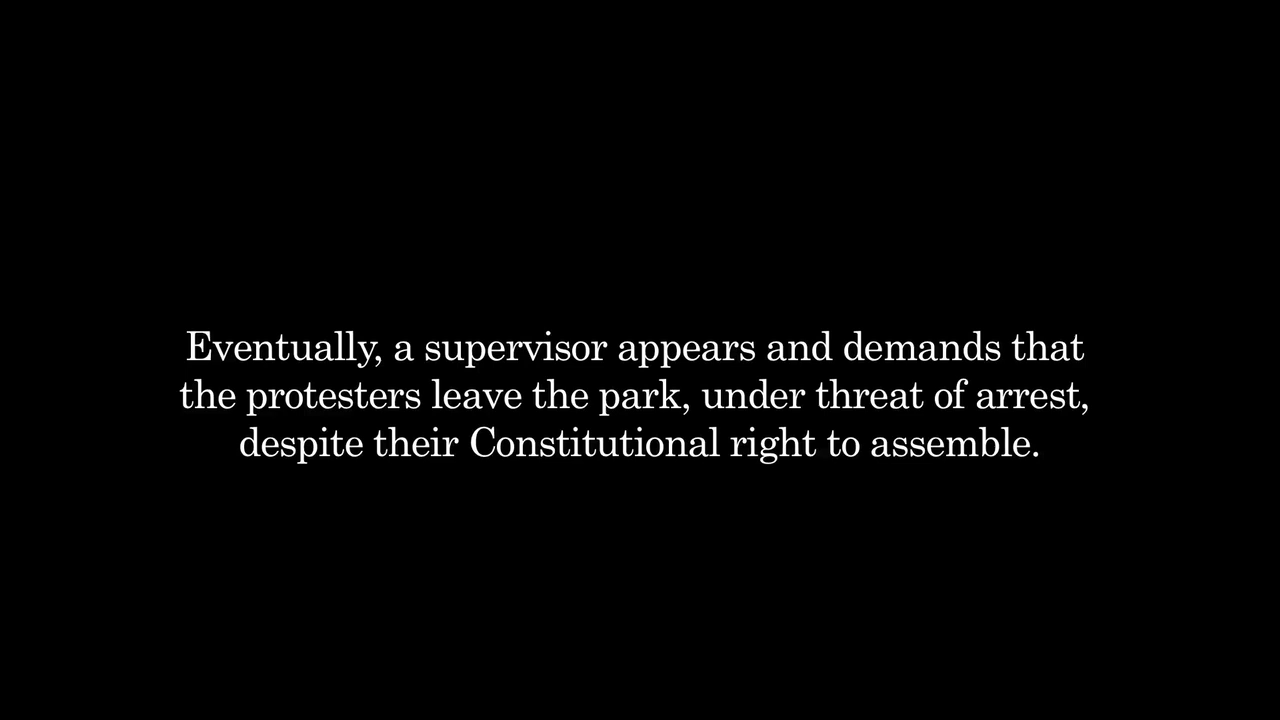 Eventually, a supervisor appears and demands that
the protesters leave the park, under threat of arrest,
despite their Constitutional right to assemble.